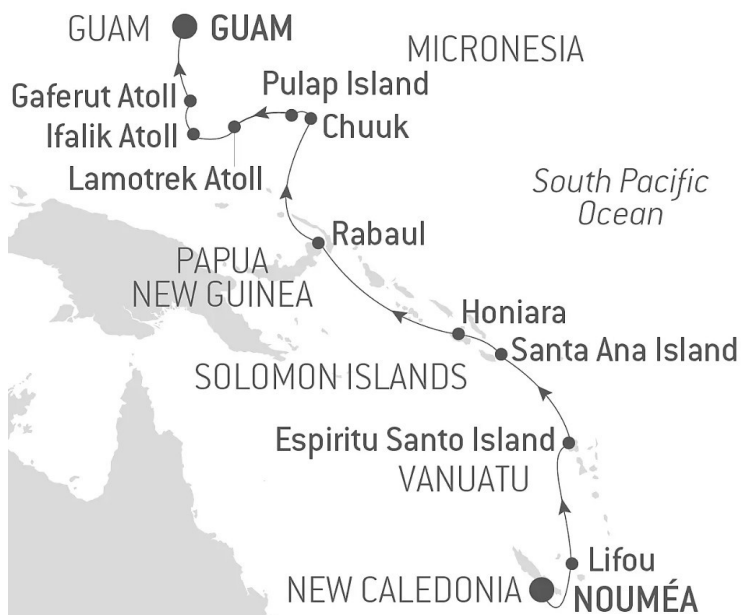 GUAM
GUAM
MICRONESIA
Pulap Island
Gaferut Atoll
Chuuk
Ifalik Atoll
Lamotrek Atoll
South Pacific
Ocean
Rabaul
PAPUA
NEW GUINEA
Honiara
Santa Ana Island
SOLOMON ISLANDS
Espiritu Santo Island
VANUATU
Lifou
NEW CALEDONIA
NOUMÉA